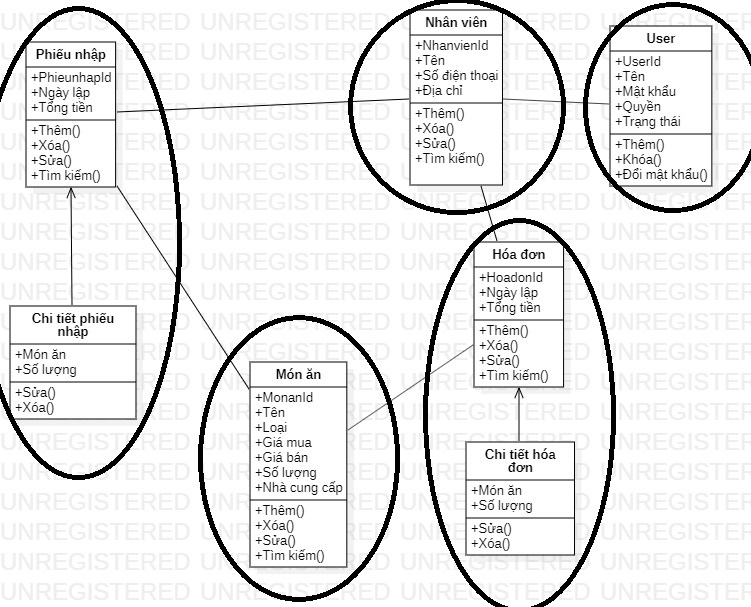 Phiếu nhập
+PhieunhapId
+Ngày lập
+Tổng tiền
+Thêm()
+Xóa()
+Sửa()
+Tìm kiếm()
Nhân viên
+NhanvienId
+Tên
+Số điện thoại
+Địa chỉ
+Thêm()
+Xóa()
+Sửa()
+Tìm kiếm()
User
+UserId
+Tên
+Mật khẩu
+Quyền
+Trạng thái
+Thêm()
+Khóa()
+Đổi mật khẩu()
Hóa đơn
+HoadonId
+Ngày lập
+Tổng tiền
+Thêm()
+Xóa()
+Sửa()
+Tìm kiếm()
Chi tiết phiếu
nhập
+Món ăn
+Số lượng
+Sửa()
+Xóa()
Món ăn
+MonanId
+Tên
+Loại
+Giá mua
+Giá bán
+Số lượng
+Nhà cung cấp
+Thêm()
+Xóa()
+Sửa()
+Tìm kiếm()
Chi tiết hóa
đơn
+Món ăn
+Số lượng
+Sửa()
+Xóa()
UNREGISTERED